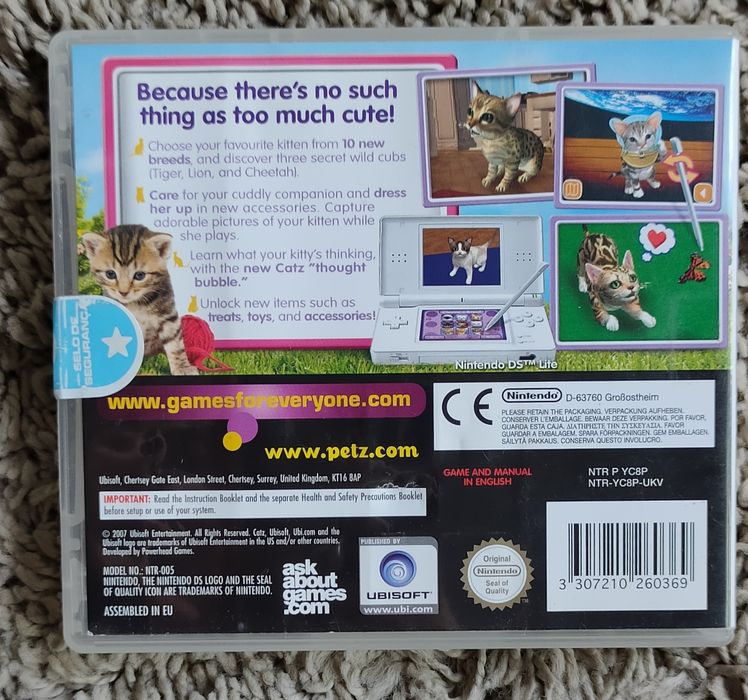 Because there's no such
thing as too much cute!
Choose your favourite kitten from 10 new
breeds, and discover three secret wild cubs
(Tiger, Lion, and Cheetah).
Care for your cuddly companion and dress
her up in new accessories. Capture
adorable pictures of your kitten while
she plays.
Learn what your kitty's thinking,
with the new Catz "thought
bubble."
Unlock new items such as
treats, toys, and accessories!
SELO DE
SEGURANÇA
Nintendo DS™ Lite
www.gamesforeveryone.com
www.petz.com
CE
Nintendo D-63760 Großostheim
PLEASE RETAIN THE PACKAGING. VERPACKUNG AUFHEBEN.
CONSERVER L'EMBALLAGE. BEWAAR DEZE VERPAKKING. POR FAVOR,
GUARDA ESTA CAJA. ΔΙΑΤΗΡΗΣΤΕ ΤΗΝ ΣΥΣΚΕΥΑΣΙΑ. FAVOR
GUARDAR A EMBALAGEM. SPARA FÖRPACKNINGEN. GEM EMBALLAGEN.
SÄILYTÄ PAKKAUS. CONSERVA QUESTO INVOLUCRO.
Ubisoft, Chertsey Gate East, London Street, Chertsey, Surrey, United Kingdom, KT16 8AP
GAME AND MANUAL
IN ENGLISH
NTR P YC8P
NTR-YC8P-UKV
IMPORTANT: Read the Instruction Booklet and the separate Health and Safety Precautions Booklet
before setup or use of your system.
© 2007 Ubisoft Entertainment. All Rights Reserved. Catz, Ubisoft, Ubi.com and the
Ubisoft logo are trademarks of Ubisoft Entertainment in the US and/or other countries.
Developed by Powerhead Games.
MODEL NO.: NTR-005
NINTENDO, THE NINTENDO DS LOGO AND THE SEAL
OF QUALITY ICON ARE TRADEMARKS OF NINTENDO.
ASSEMBLED IN EU
ask
about
games
.com
PUBLISHED BY
UBISOFT
www.ubi.com
Original
Nintendo
Seal of
Quality
TM
3 307210 260369